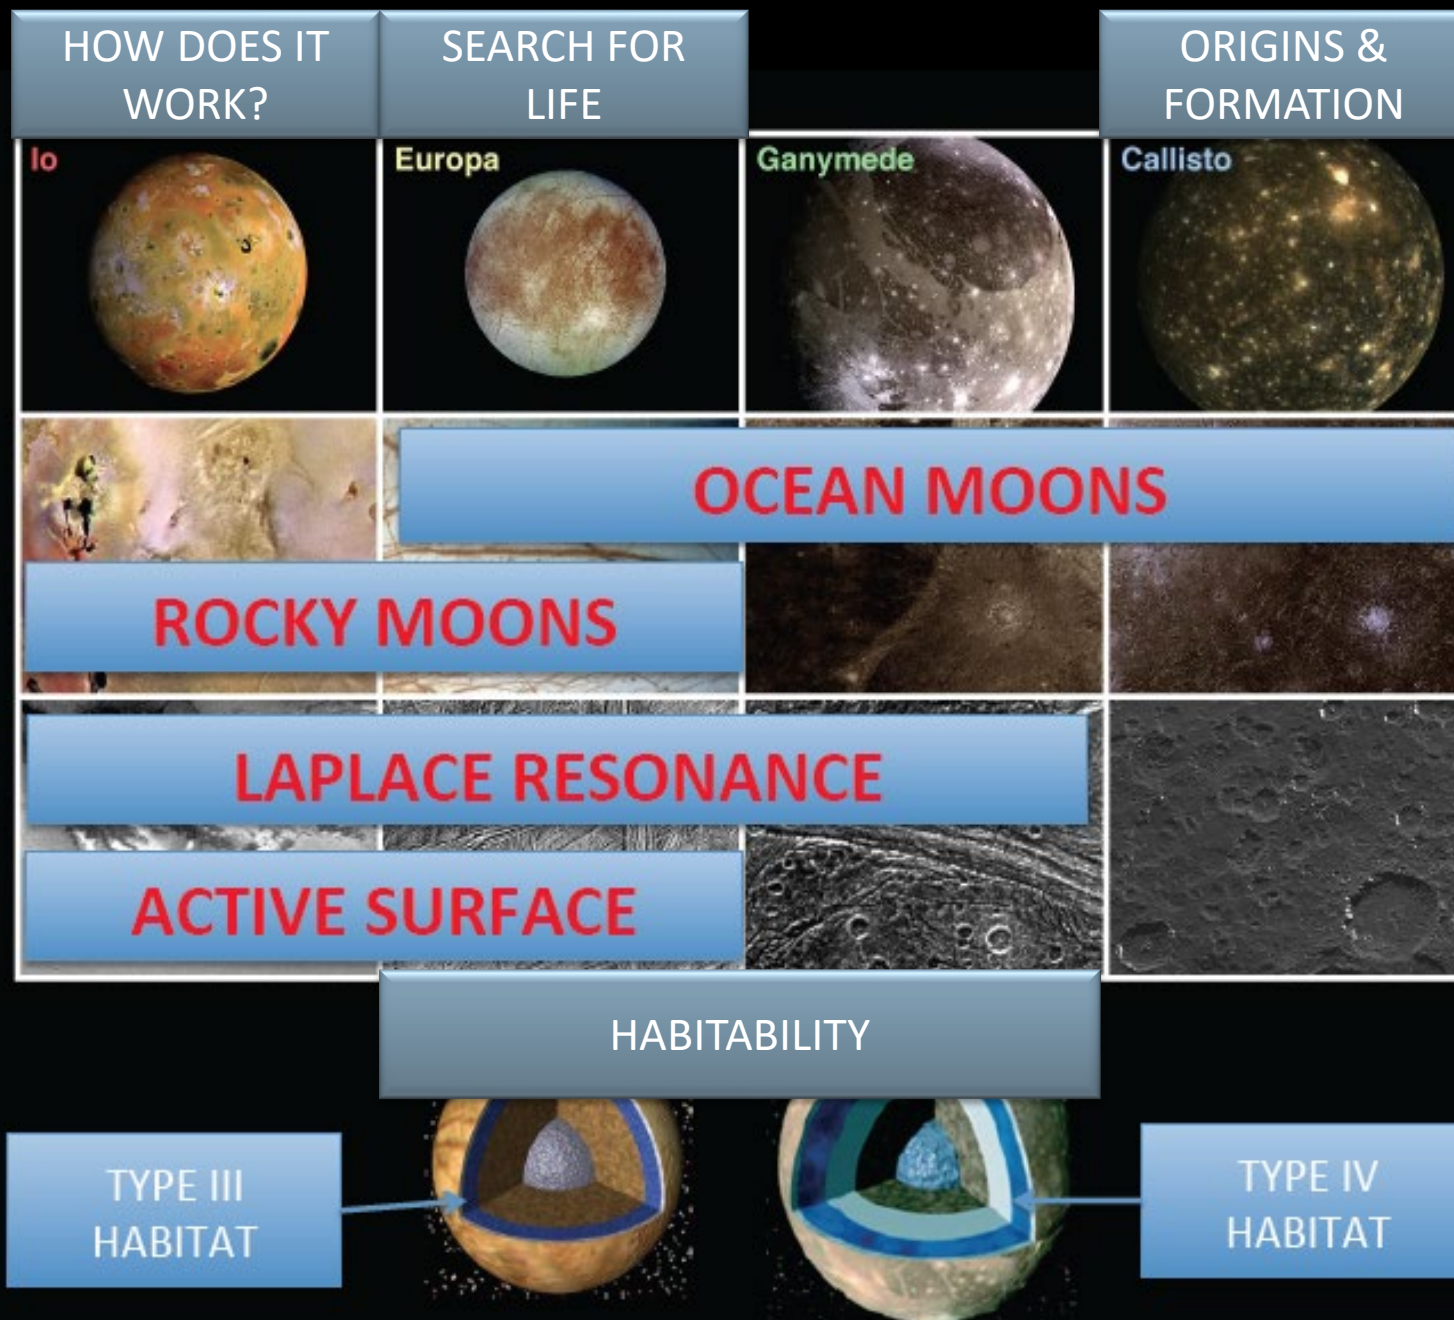 HOW DOES IT
WORK?
SEARCH FOR
LIFE
ORIGINS &
FORMATION
Io
Europa
Ganymede
Callisto
OCEAN MOONS
ROCKY MOONS
LAPLACE RESONANCE
ACTIVE SURFACE
HABITABILITY
TYPE III
HABITAT
TYPE IV
HABITAT